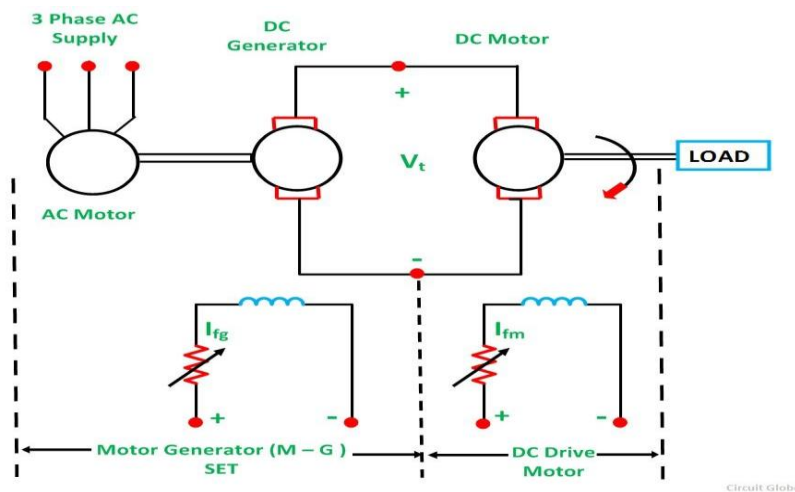 3 Phase AC
Supply
DC
Generator
DC Motor
+
Vt
-
AC Motor
LOAD
Ifg
+
-
Ifm
+
-
Motor Generator (M – G )
SET
DC Drive
Motor
Circuit Glob